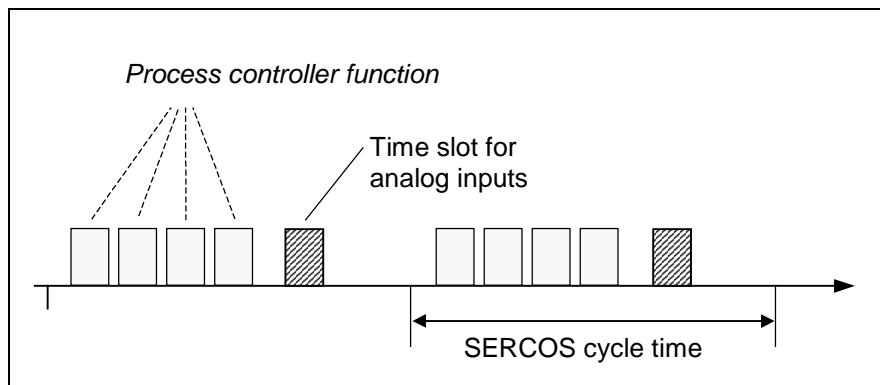 Process controller function
Time slot for
analog inputs
SERCOS cycle time